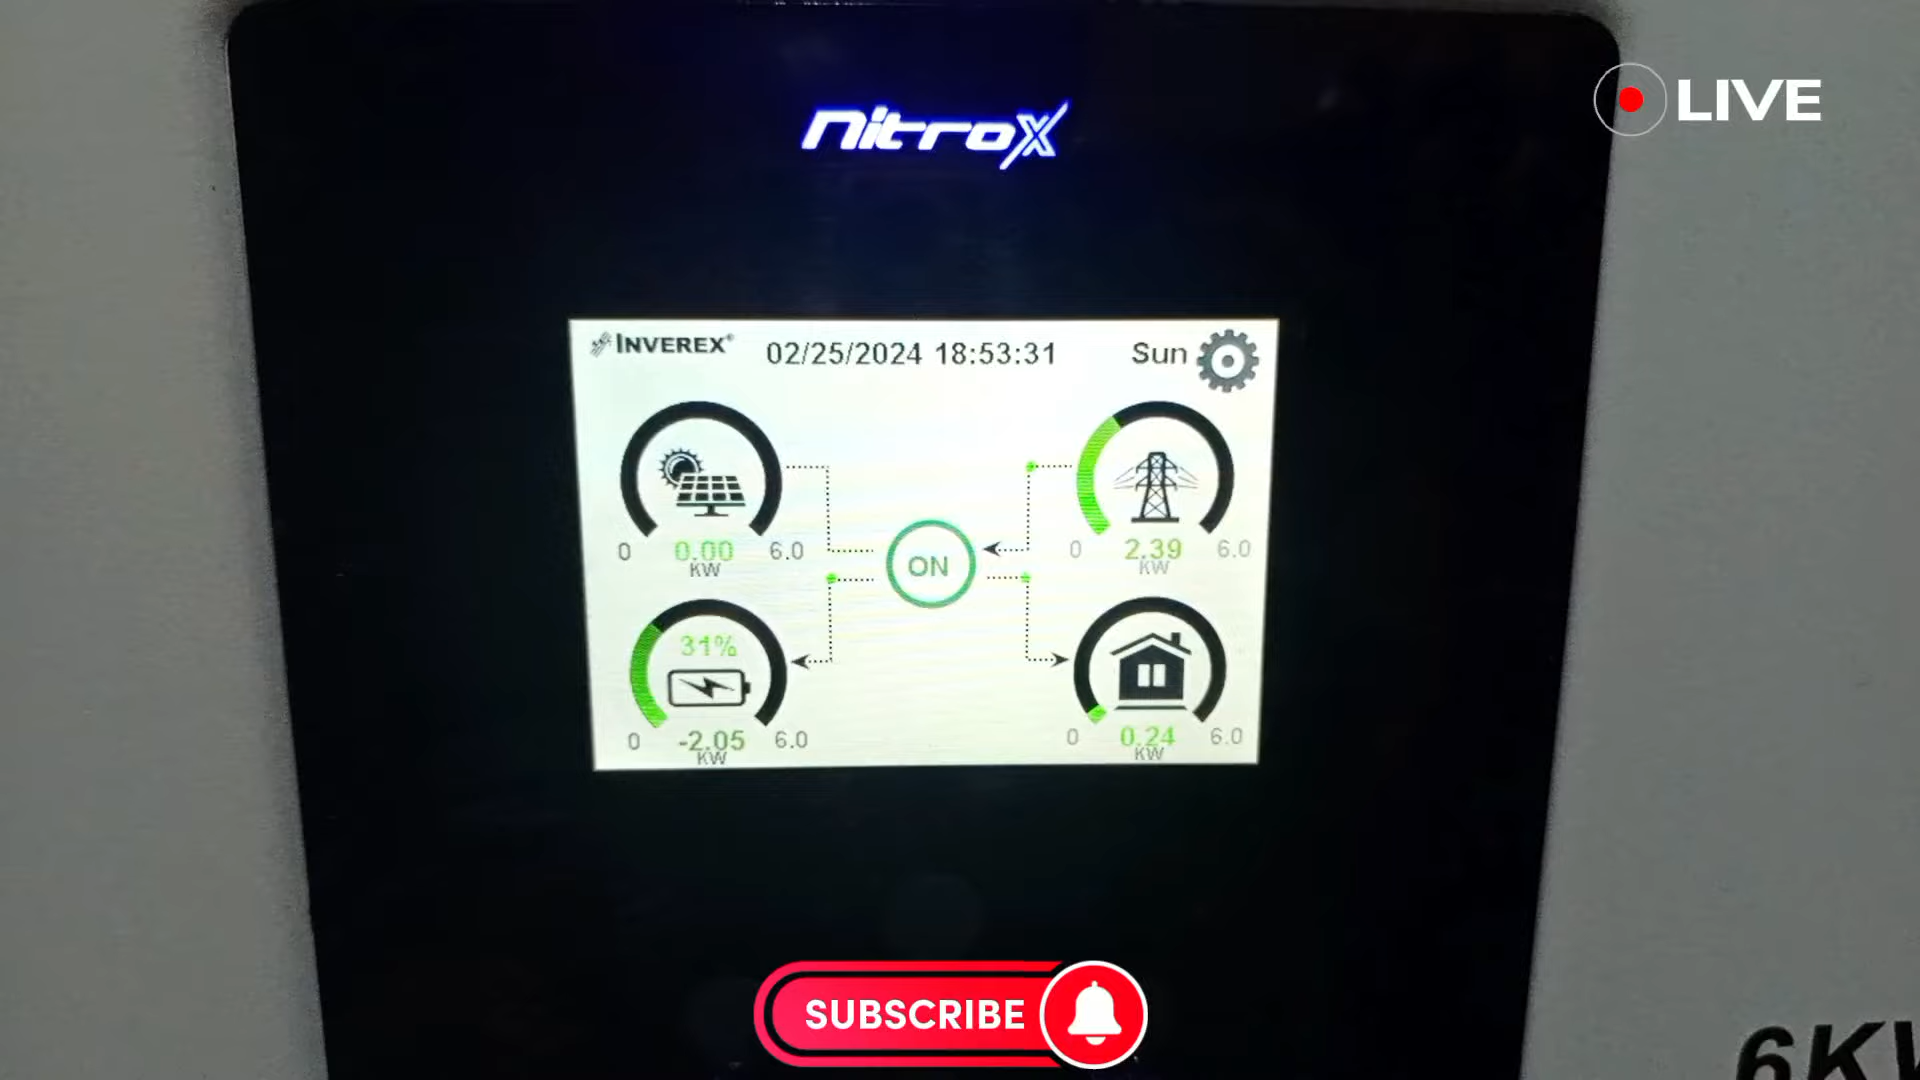 LIVE
nitrox
INVEREX®
02/25/2024 18:53:31
Sun
0 0.00 6.0
KW
0 2.39 6.0
KW
ON
31%
0 -2.05 6.0
KW
0 0.24 6.0
KW
SUBSCRIBE